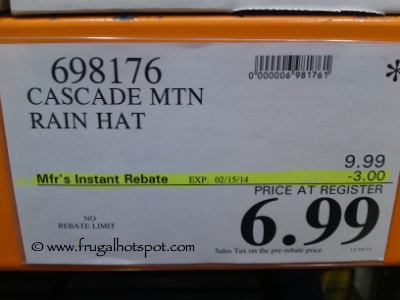 698176
0000006981761
*
CASCADE MTN
RAIN HAT
9.99
Mfr's Instant Rebate EXP. 02/15/14 -3.00
PRICE AT REGISTER
6.99
NO
REBATE LIMIT
www.frugalhotspot.com
Sales Tax on the pre-rebate price